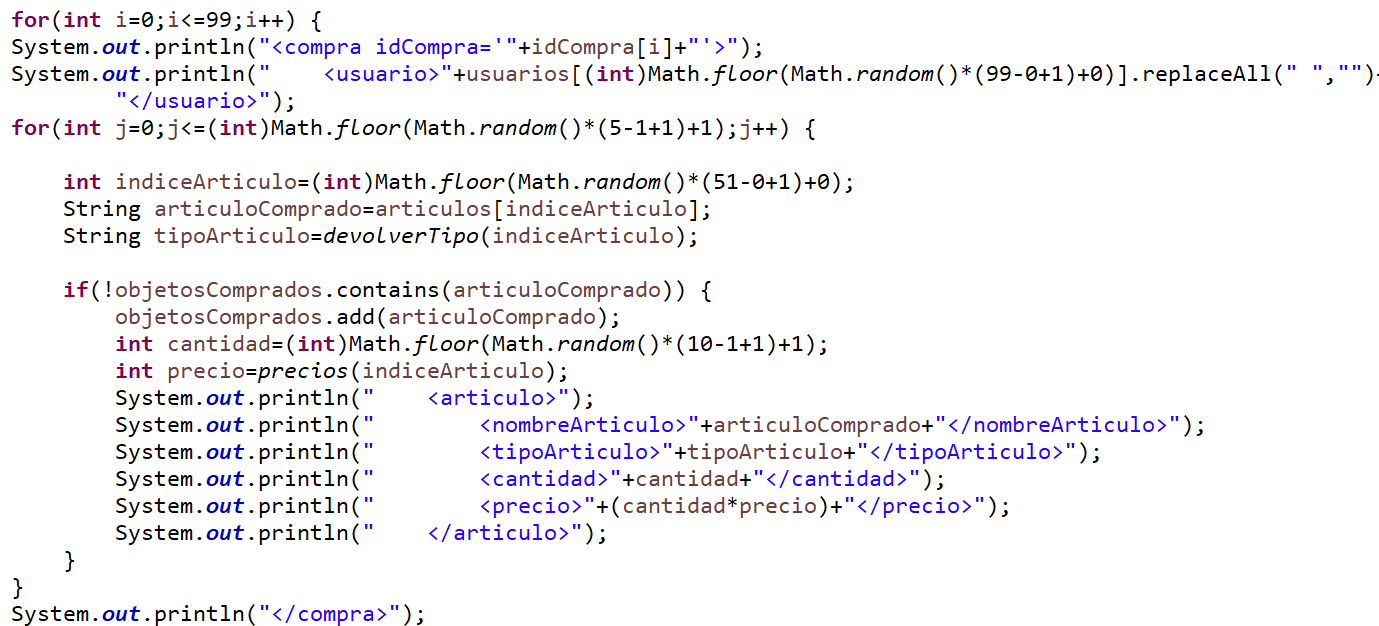 for(int i=0;i<=99;i++) {
System.out.println("<compra idCompra='"+idCompra[i]+"'>");
System.out.println("    <usuario>"+usuarios[(int)Math.floor(Math.random()*(99-0+1)+0)].replaceAll(" ","")+
        "</usuario>");
for(int j=0;j<=(int)Math.floor(Math.random()*(5-1+1)+1);j++) {
    int indiceArticulo=(int)Math.floor(Math.random()*(51-0+1)+0);
    String articuloComprado=articulos[indiceArticulo];
    String tipoArticulo=devolverTipo(indiceArticulo);
    if(!objetosComprados.contains(articuloComprado)) {
        objetosComprados.add(articuloComprado);
        int cantidad=(int)Math.floor(Math.random()*(10-1+1)+1);
        int precio=precios(indiceArticulo);
        System.out.println("    <articulo>");
        System.out.println("        <nombreArticulo>"+articuloComprado+"</nombreArticulo>");
        System.out.println("        <tipoArticulo>"+tipoArticulo+"</tipoArticulo>");
        System.out.println("        <cantidad>"+cantidad+"</cantidad>");
        System.out.println("        <precio>"+(cantidad*precio)+"</precio>");
        System.out.println("    </articulo>");
    }
}
System.out.println("</compra>");